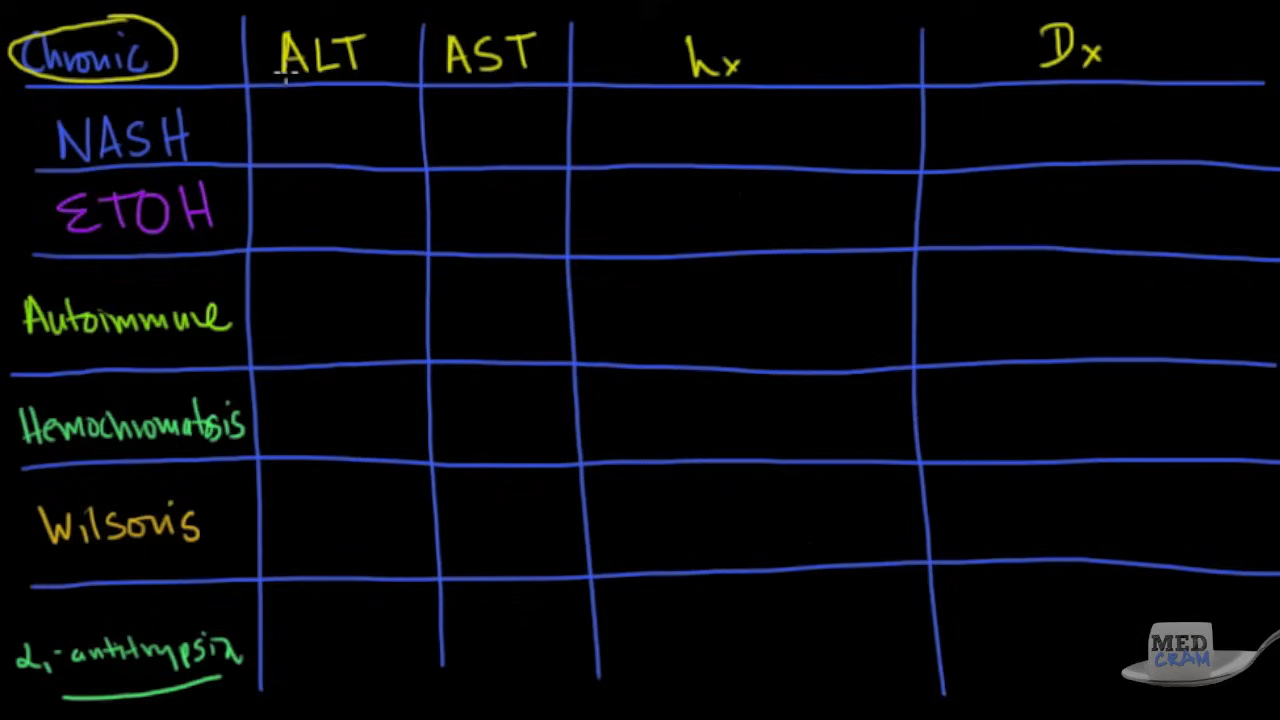 Chronic ALT AST hx Dx
NASH
ETOH
Autoimmune
Hemochromatosis
Wilson's
α1-antitrypsin
MED
CRAM